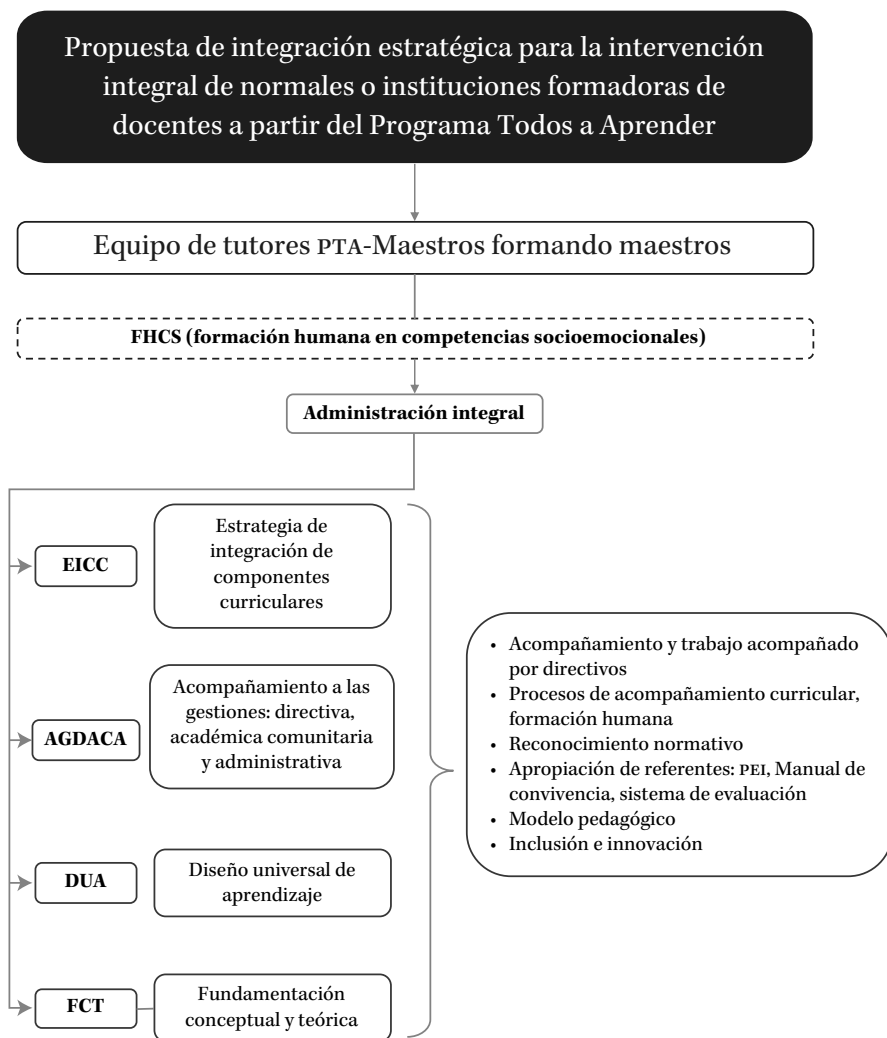 Propuesta de integración estratégica para la intervención
integral de normales o instituciones formadoras de
docentes a partir del Programa Todos a Aprender
Equipo de tutores PTA-Maestros formando maestros
FHCS (formación humana en competencias socioemocionales)
Administración integral
EICC
Estrategia de
integración de
componentes
curriculares
AGDACA
Acompañamiento a las
gestiones: directiva,
académica comunitaria
y administrativa
DUA
Diseño universal de
aprendizaje
FCT
Fundamentación
conceptual y teórica
• Acompañamiento y trabajo acompañado
por directivos
• Procesos de acompañamiento curricular,
formación humana
• Reconocimiento normativo
• Apropiación de referentes: PEI, Manual de
convivencia, sistema de evaluación
• Modelo pedagógico
• Inclusión e innovación